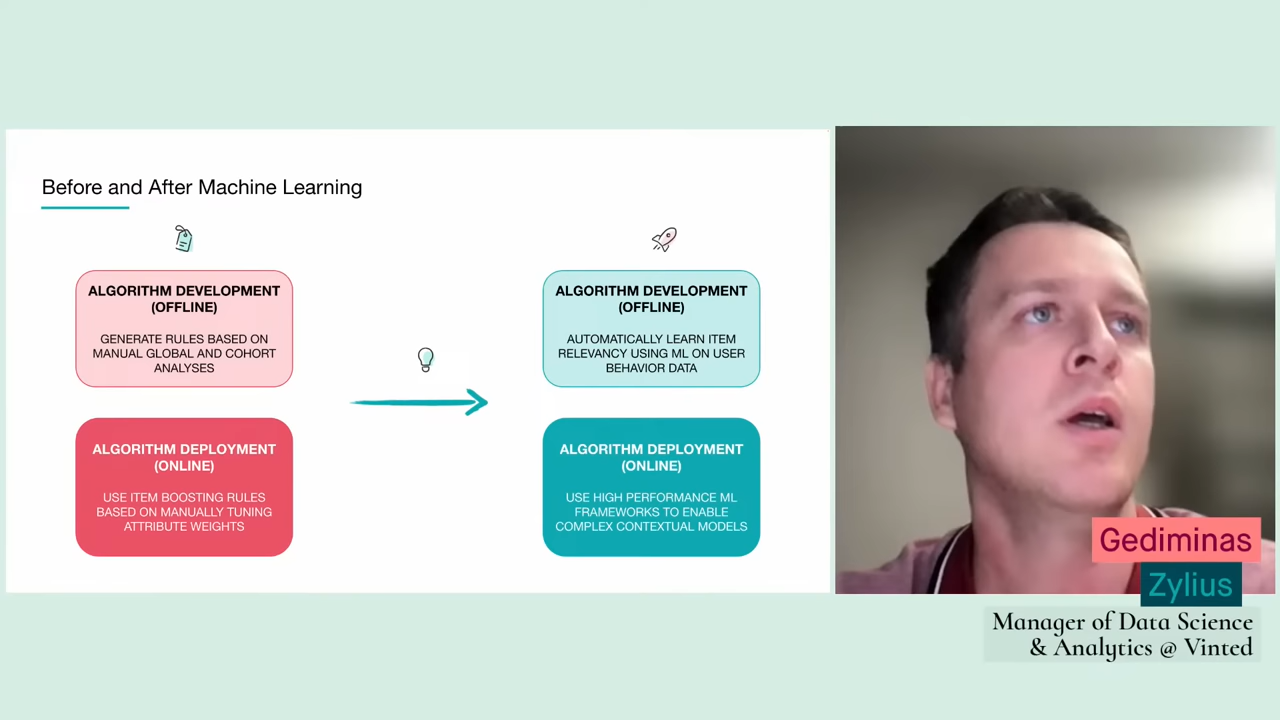 Before and After Machine Learning
ALGORITHM DEVELOPMENT
(OFFLINE)
GENERATE RULES BASED ON
MANUAL GLOBAL AND COHORT
ANALYSES
ALGORITHM DEPLOYMENT
(ONLINE)
USE ITEM BOOSTING RULES
BASED ON MANUALLY TUNING
ATTRIBUTE WEIGHTS
ALGORITHM DEVELOPMENT
(OFFLINE)
AUTOMATICALLY LEARN ITEM
RELEVANCY USING ML ON USER
BEHAVIOR DATA
ALGORITHM DEPLOYMENT
(ONLINE)
USE HIGH PERFORMANCE ML
FRAMEWORKS TO ENABLE
COMPLEX CONTEXTUAL MODELS
Gediminas
Zylius
Manager of Data Science
& Analytics @ Vinted